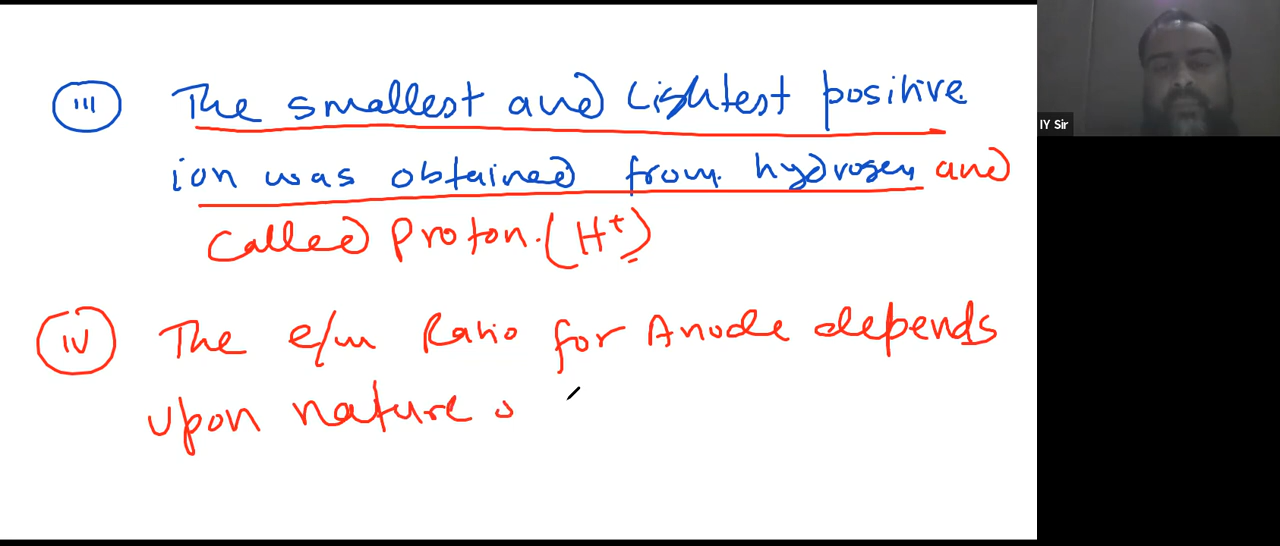 III The smallest and Lightest positive
ion was obtained from hydrogen and
called Proton. (H+)
IV The e/m Ratio for Anode depends
upon nature o
IY Sir